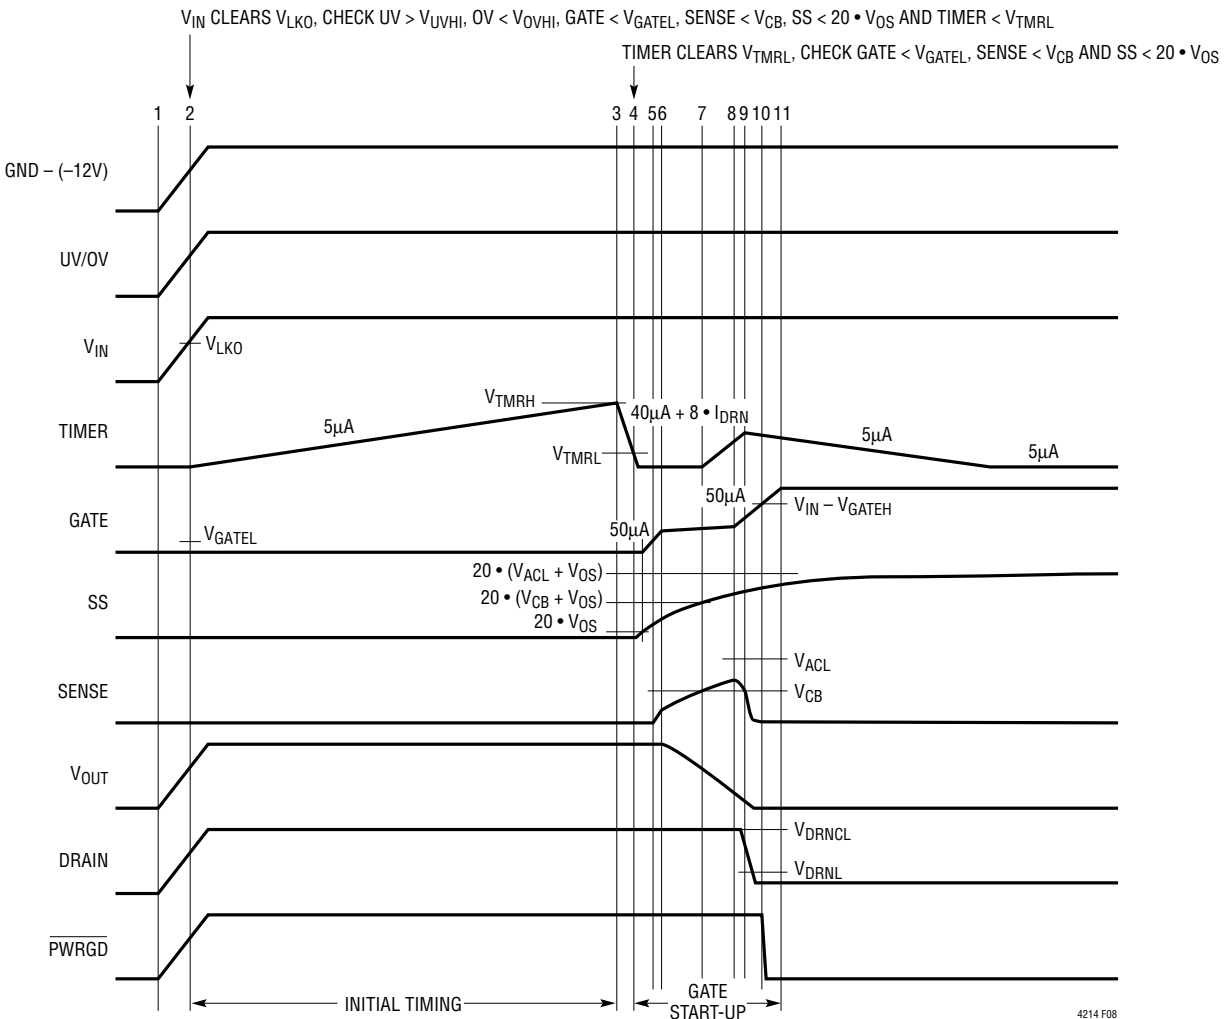 VIN CLEARS VLKO, CHECK UV > VUVHI, OV < VOVHI, GATE < VGATEL, SENSE < VCB, SS < 20 • VOS AND TIMER < VTMRL
TIMER CLEARS VTMRL, CHECK GATE < VGATEL, SENSE < VCB AND SS < 20 • VOS
1 2 3 4 5 6 7 8 9 10 11
GND – (–12V)
UV/OV
VIN
VLKO
TIMER
5µA
VTMRH
VTMRL
40µA + 8 • IDRN
5µA
5µA
GATE
VGATEL
50µA
50µA
VIN – VGATEH
SS
20 • (VACL + VOS)
20 • (VCB + VOS)
20 • VOS
SENSE
VACL
VCB
VOUT
DRAIN
VDRNCL
VDRNL
PWRGD
INITIAL TIMING
GATE
START-UP
4214 F08